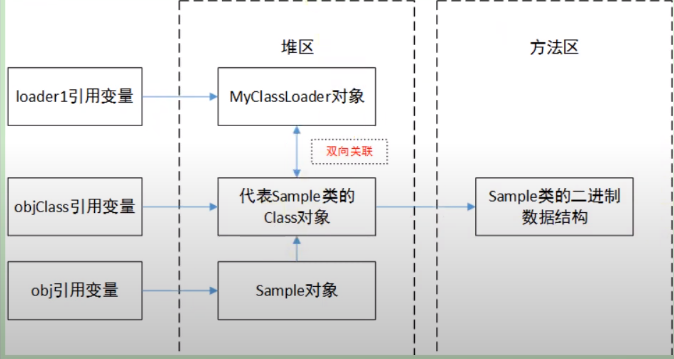 堆区
方法区
loader1引用变量
MyClassLoader对象
双向关联
objClass引用变量
代表Sample类的
Class对象
Sample类的二进制
数据结构
obj引用变量
Sample对象